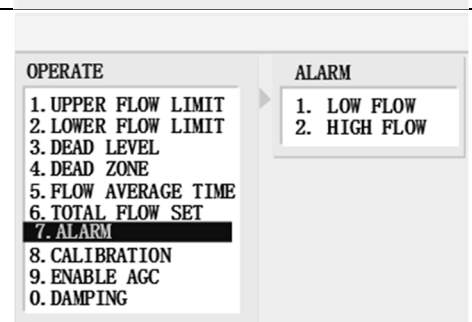 OPERATE
1. UPPER FLOW LIMIT
2. LOWER FLOW LIMIT
3. DEAD LEVEL
4. DEAD ZONE
5. FLOW AVERAGE TIME
6. TOTAL FLOW SET
7. ALARM
8. CALIBRATION
9. ENABLE AGC
0. DAMPING
ALARM
1. LOW FLOW
2. HIGH FLOW